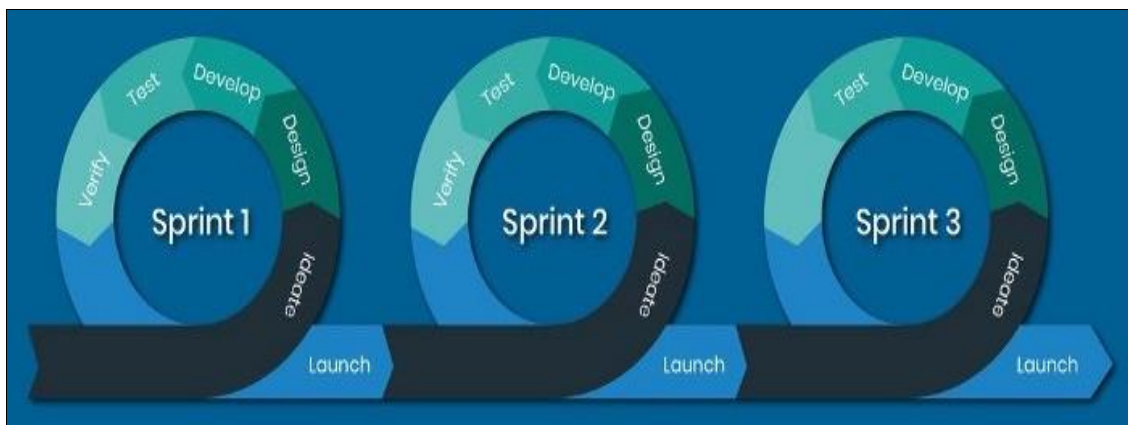 Test
Develop
Design
Verify
Sprint 1
Ideate
Launch
Test
Develop
Design
Verify
Sprint 2
Ideate
Launch
Test
Develop
Design
Sprint 3
Ideate
Launch